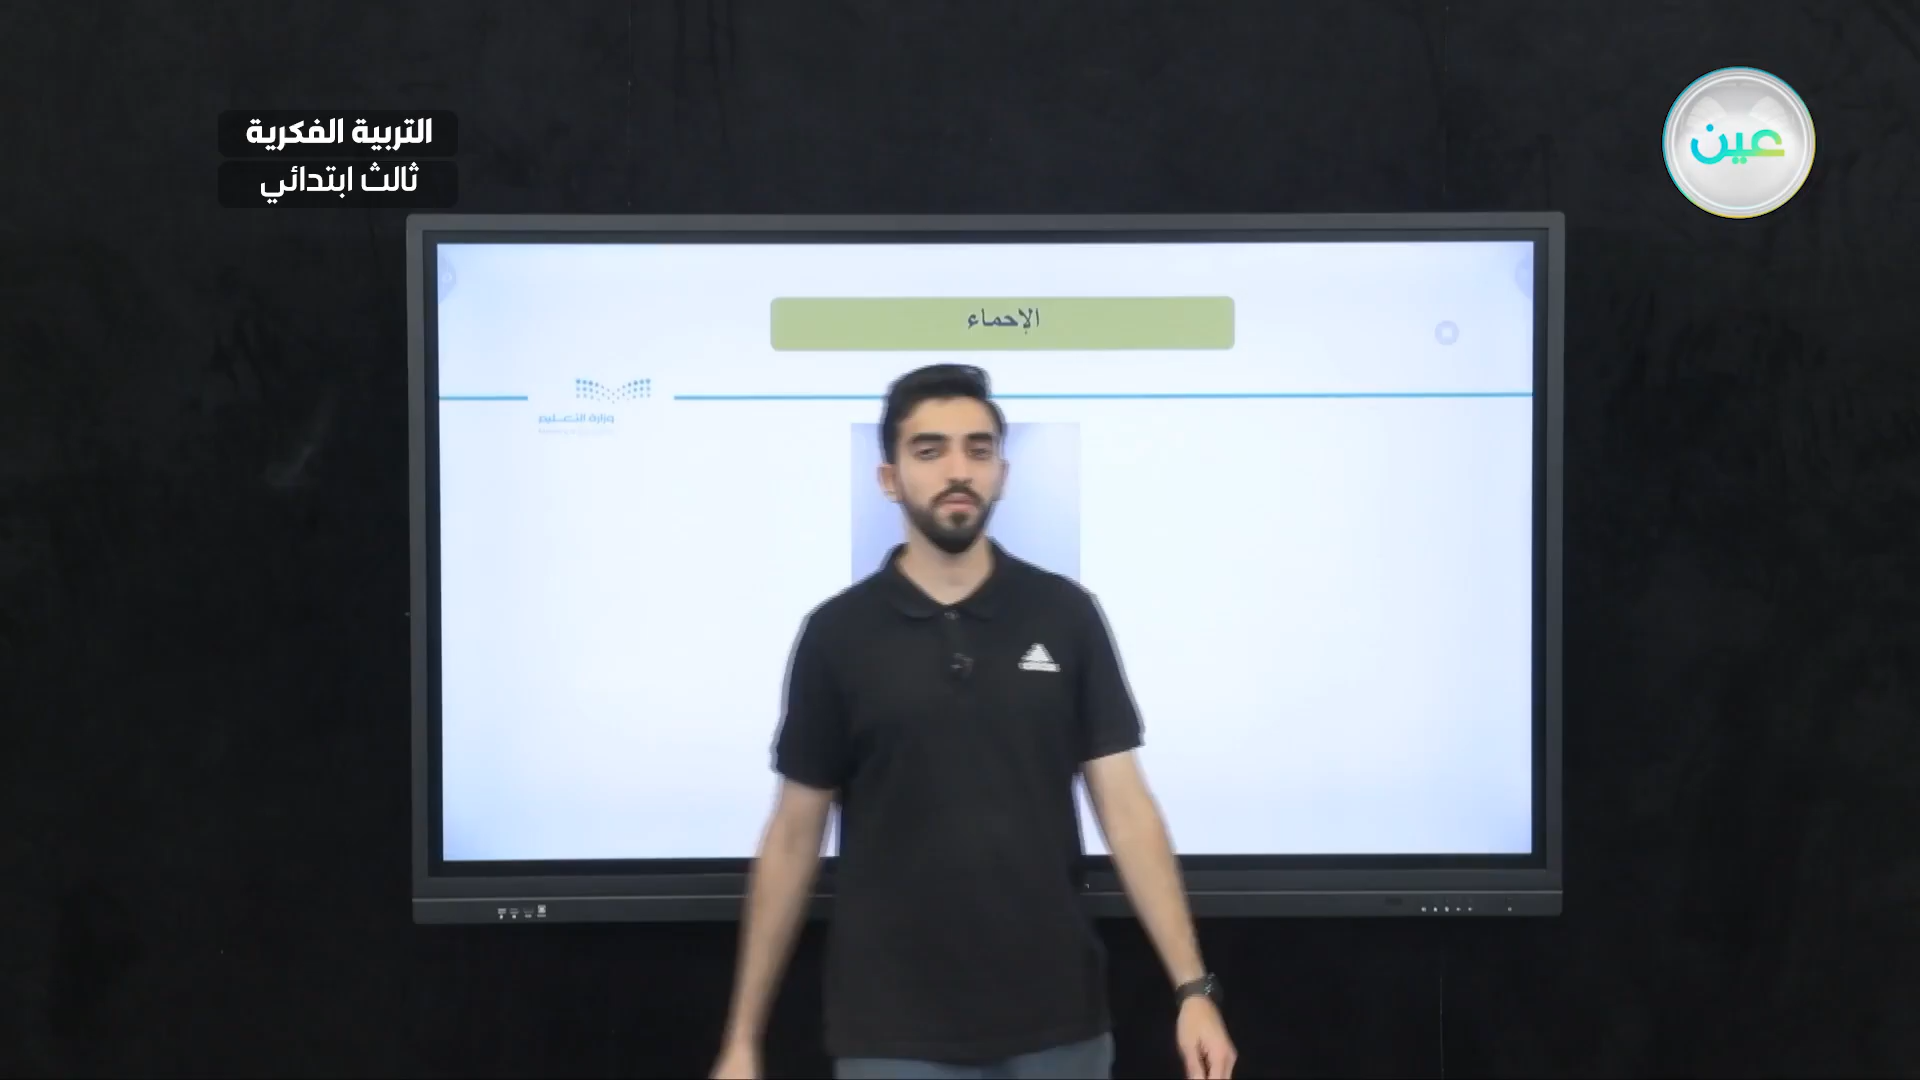 التربية الفكرية
ثالث ابتدائي
عين
الإحماء
وزارة التعليم